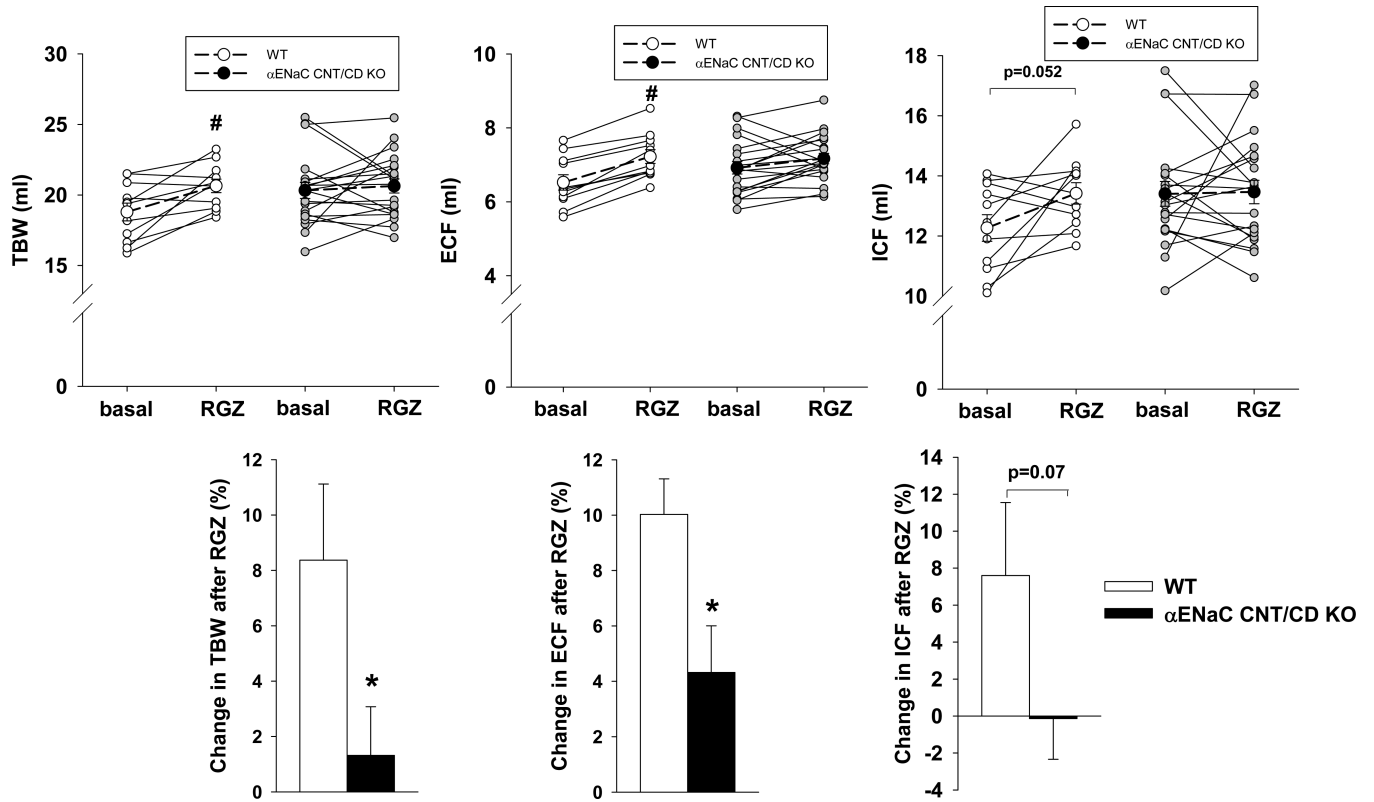 WT
αENaC CNT/CD KO
TBW (ml)
30
25
20
15
0
#
basal
RGZ
basal
RGZ
WT
αENaC CNT/CD KO
ECF (ml)
10
8
6
4
0
#
basal
RGZ
basal
RGZ
WT
αENaC CNT/CD KO
ICF (ml)
18
16
14
12
10
0
p=0.052
basal
RGZ
basal
RGZ
Change in TBW after RGZ (%)
12
10
8
6
4
2
0
*
Change in ECF after RGZ (%)
12
10
8
6
4
2
0
*
Change in ICF after RGZ (%)
14
12
10
8
6
4
2
0
-2
-4
p=0.07
WT
αENaC CNT/CD KO